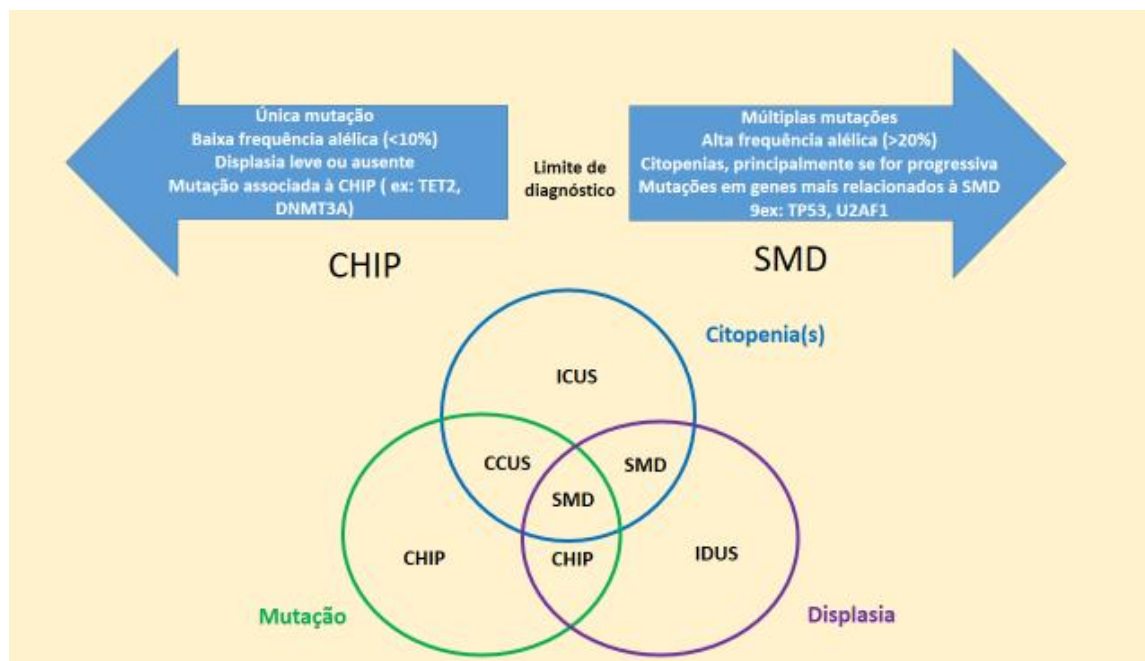 Única mutação
Baixa frequência alélica (<10%)
Displasia leve ou ausente
Mutação associada à CHIP ( ex: TET2,
DNMT3A)
Limite de
diagnóstico
Múltiplas mutações
Alta frequência alélica (>20%)
Citopenias, principalmente se for progressiva
Mutações em genes mais relacionados à SMD
9ex: TP53, U2AF1
CHIP
SMD
Citopenia(s)
ICUS
CCUS
SMD
SMD
CHIP
CHIP
IDUS
Mutação
Displasia